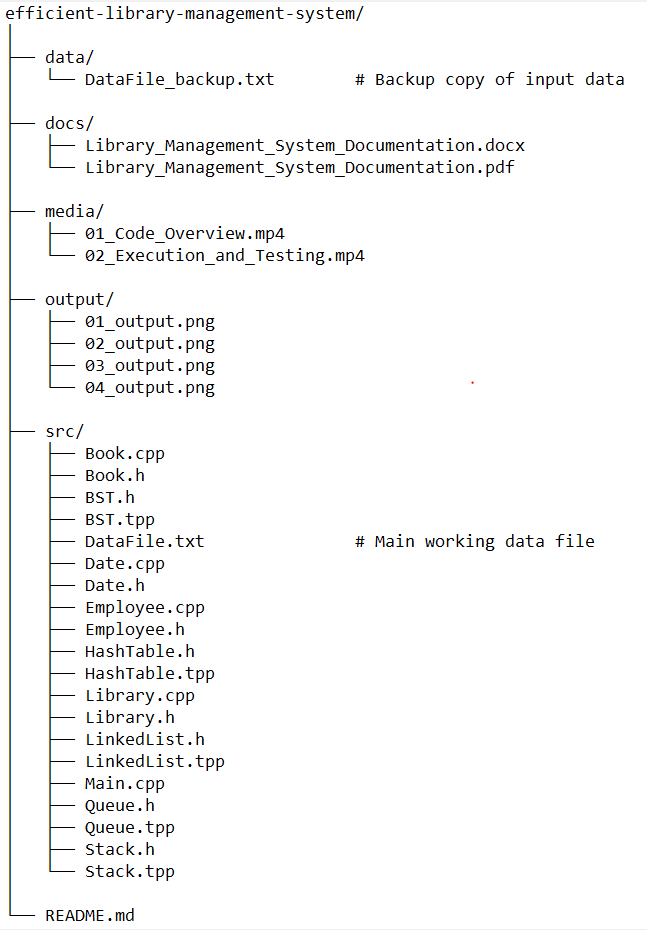 efficient-library-management-system/
│
├── data/
│   └── DataFile_backup.txt        # Backup copy of input data
│
├── docs/
│   ├── Library_Management_System_Documentation.docx
│   └── Library_Management_System_Documentation.pdf
│
├── media/
│   ├── 01_Code_Overview.mp4
│   └── 02_Execution_and_Testing.mp4
│
├── output/
│   ├── 01_output.png
│   ├── 02_output.png
│   ├── 03_output.png
│   └── 04_output.png
│
├── src/
│   ├── Book.cpp
│   ├── Book.h
│   ├── BST.h
│   ├── BST.tpp
│   ├── DataFile.txt               # Main working data file
│   ├── Date.cpp
│   ├── Date.h
│   ├── Employee.cpp
│   ├── Employee.h
│   ├── HashTable.h
│   ├── HashTable.tpp
│   ├── Library.cpp
│   ├── Library.h
│   ├── LinkedList.h
│   ├── LinkedList.tpp
│   ├── Main.cpp
│   ├── Queue.h
│   ├── Queue.tpp
│   ├── Stack.h
│   └── Stack.tpp
│
└── README.md